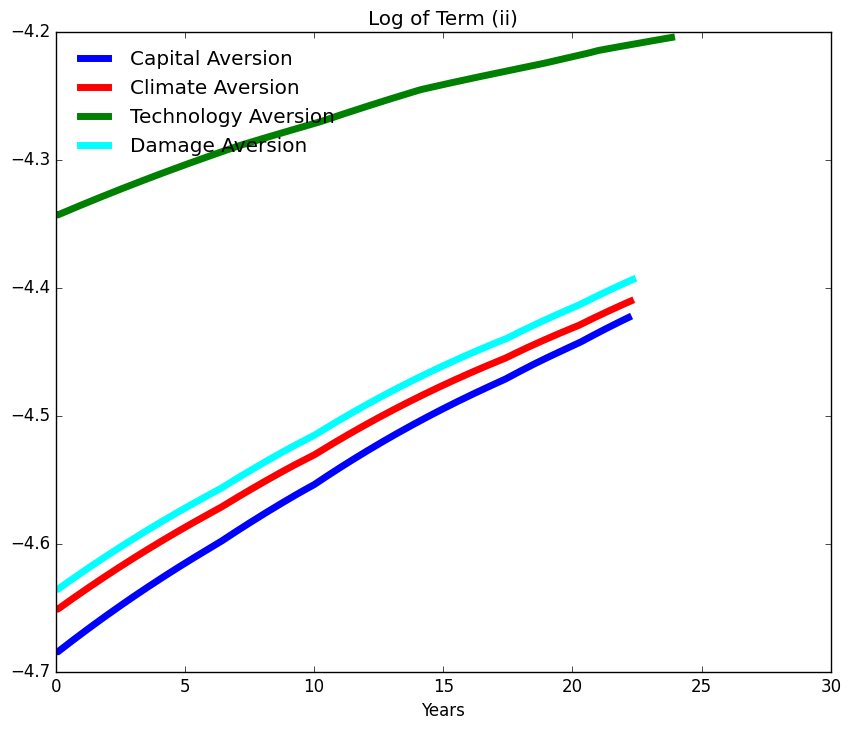 Log of Term (ii)
−4.2
Capital Aversion
Climate Aversion
Technology Aversion
Damage Aversion
−4.3
−4.4
−4.5
−4.6
−4.7
0 5 10 15 20 25 30
Years